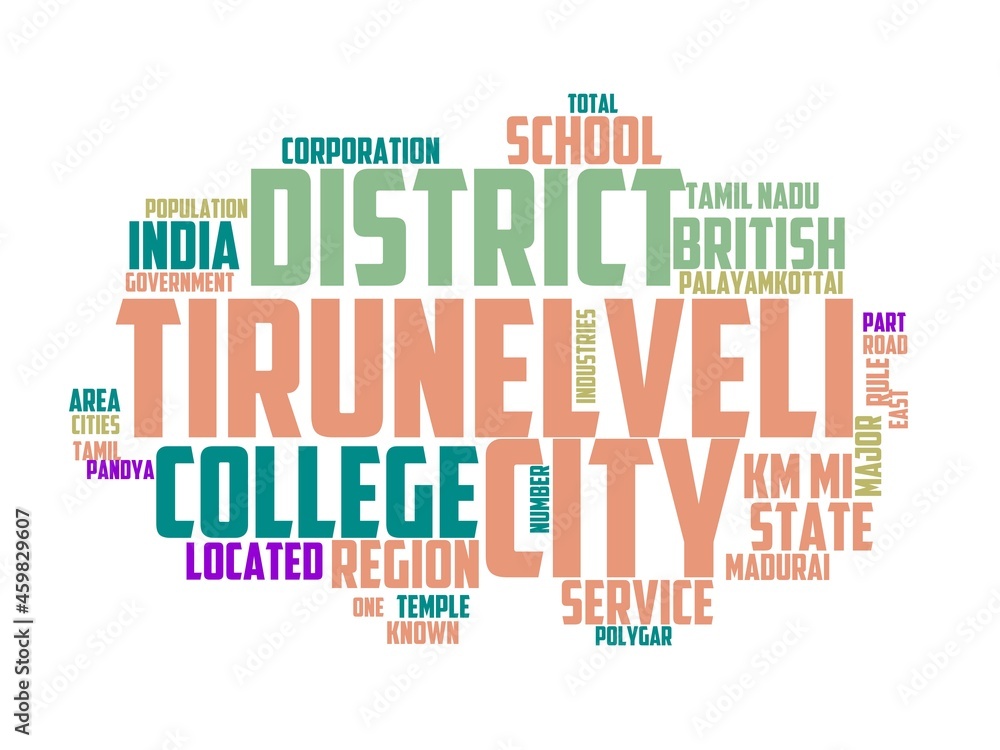 TOTAL
SCHOOL
CORPORATION
DISTRICT
TAMIL NADU
POPULATION
INDIA
BRITISH
GOVERNMENT
PALAYAMKOTTAI
TIRUNELVELI
INDUSTRIES
PART
ROAD
RULE
EAST
AREA
CITIES
TAMIL
PANDYA
MAJOR
COLLEGE
CITY
NUMBER
KM MI
STATE
LOCATED
REGION
MADURAI
SERVICE
ONE
TEMPLE
KNOWN
POLYGAR
Adobe Stock | #459829607
Adobe Stock